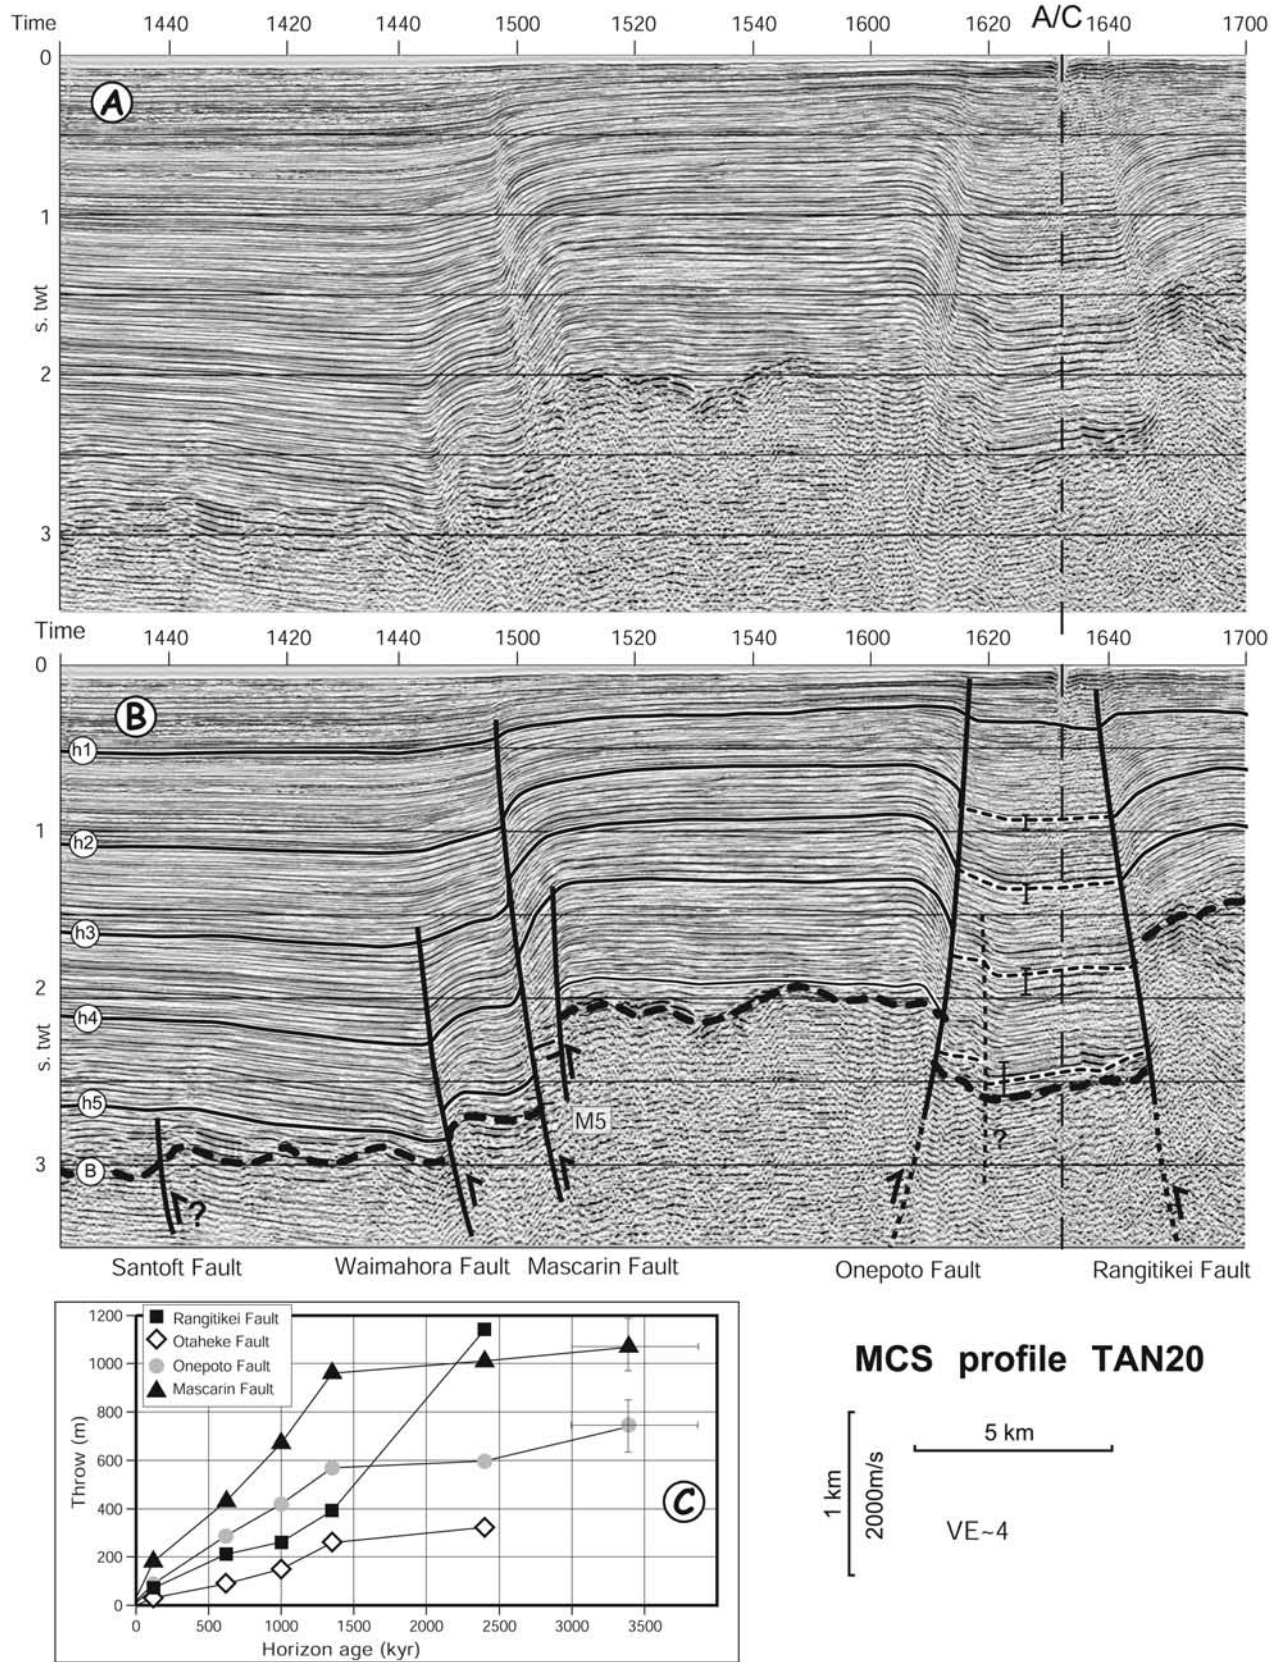 Time 1440 1420 1440 1500 1520 1540 1600 1620 A/C 1640 1700
0
A
1
s. twt
2
3
Time 1440 1420 1440 1500 1520 1540 1600 1620 1640 1700
0
B
h1
1
h2
h3
2
h4
s. twt
h5
M5
?
3
B
?
Santoft Fault Waimahora Fault Mascarin Fault Onepoto Fault Rangitikei Fault
1200
1000
800
600
400
200
0
Throw (m)
Rangitikei Fault
Otaheke Fault
Onepoto Fault
Mascarin Fault
C
0 500 1000 1500 2000 2500 3000 3500
Horizon age (kyr)
MCS profile TAN20
5 km
1 km
2000m/s
VE~4